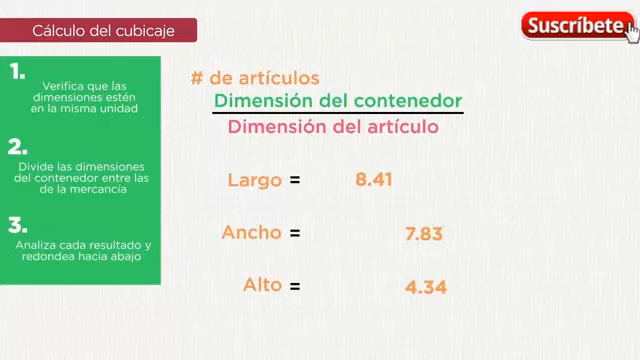 Cálculo del cubicaje
Suscríbete
1.
Verifica que las
dimensiones estén
en la misma unidad
2.
Divide las dimensiones
del contenedor entre las
de la mercancía
3.
Analiza cada resultado y
redondea hacia abajo
# de artículos
Dimensión del contenedor
Dimensión del artículo
Largo = 8.41
Ancho = 7.83
Alto = 4.34